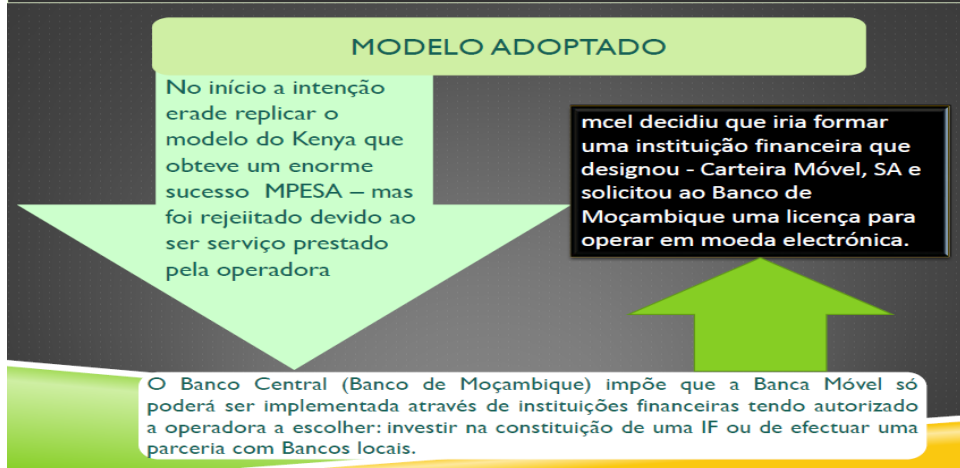 MODELO ADOPTADO
No início a intenção
erade replicar o
modelo do Kenya que
obteve um enorme
sucesso MPESA – mas
foi rejeiitado devido ao
ser serviço prestado
pela operadora
mcel decidiu que iria formar
uma instituição financeira que
designou - Carteira Móvel, SA e
solicitou ao Banco de
Moçambique uma licença para
operar em moeda electrónica.
O Banco Central (Banco de Moçambique) impõe que a Banca Móvel só
poderá ser implementada através de instituições financeiras tendo autorizado
a operadora a escolher: investir na constituição de uma IF ou de efectuar uma
parceria com Bancos locais.